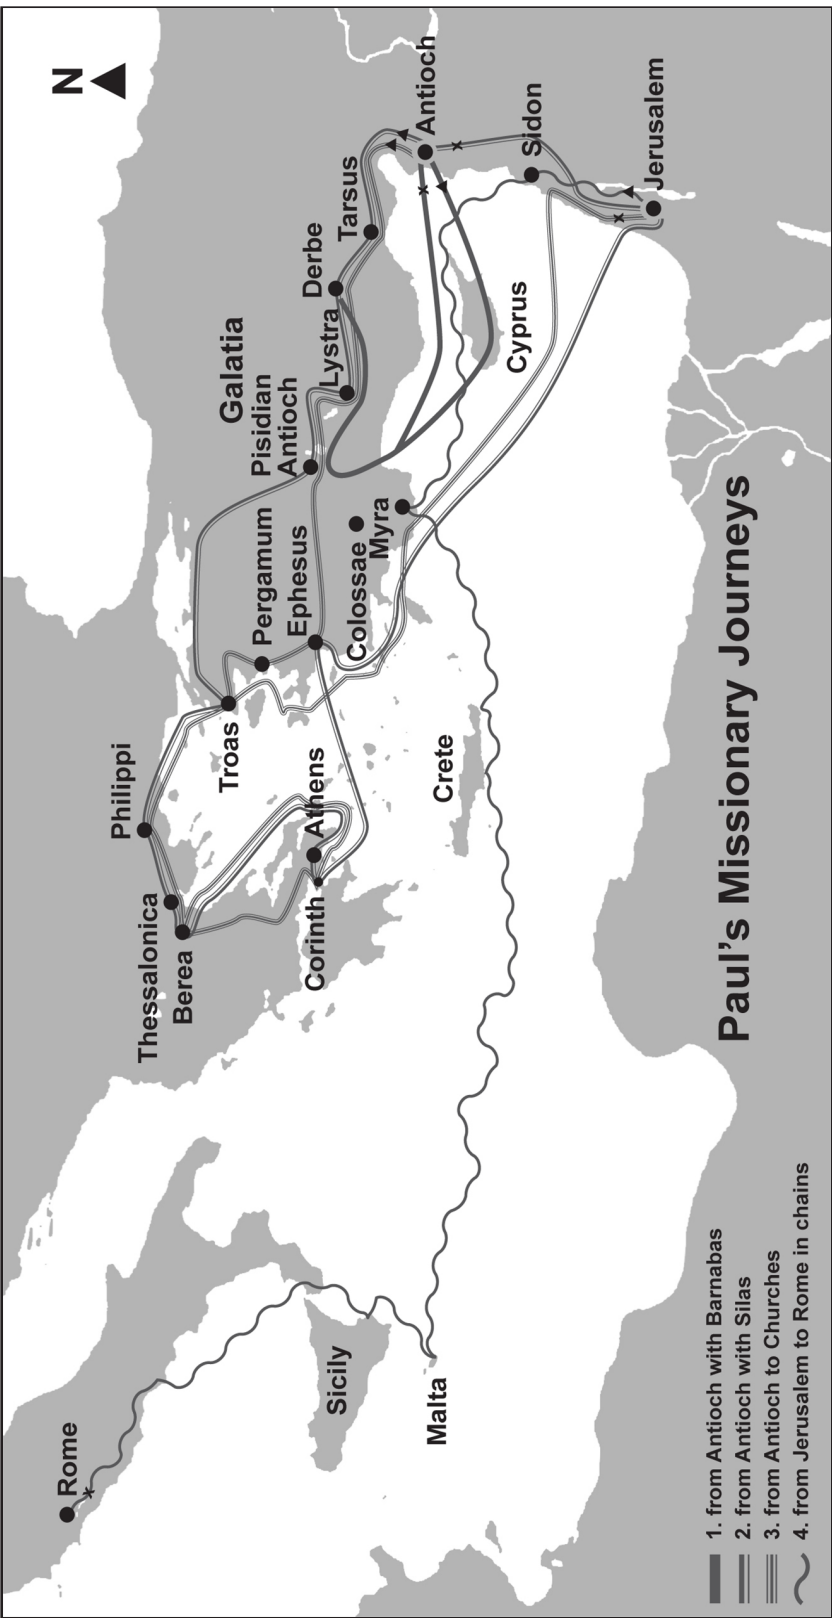 N
Rome
Sicily
Malta
Thessalonica
Berea
Philippi
Corinth
Athens
Troas
Crete
Pergamum
Ephesus
Colossae
Myra
Galatia
Pisidian
Antioch
Lystra
Derbe
Tarsus
Cyprus
Antioch
Sidon
Jerusalem
Paul's Missionary Journeys
1. from Antioch with Barnabas
2. from Antioch with Silas
3. from Antioch to Churches
4. from Jerusalem to Rome in chains